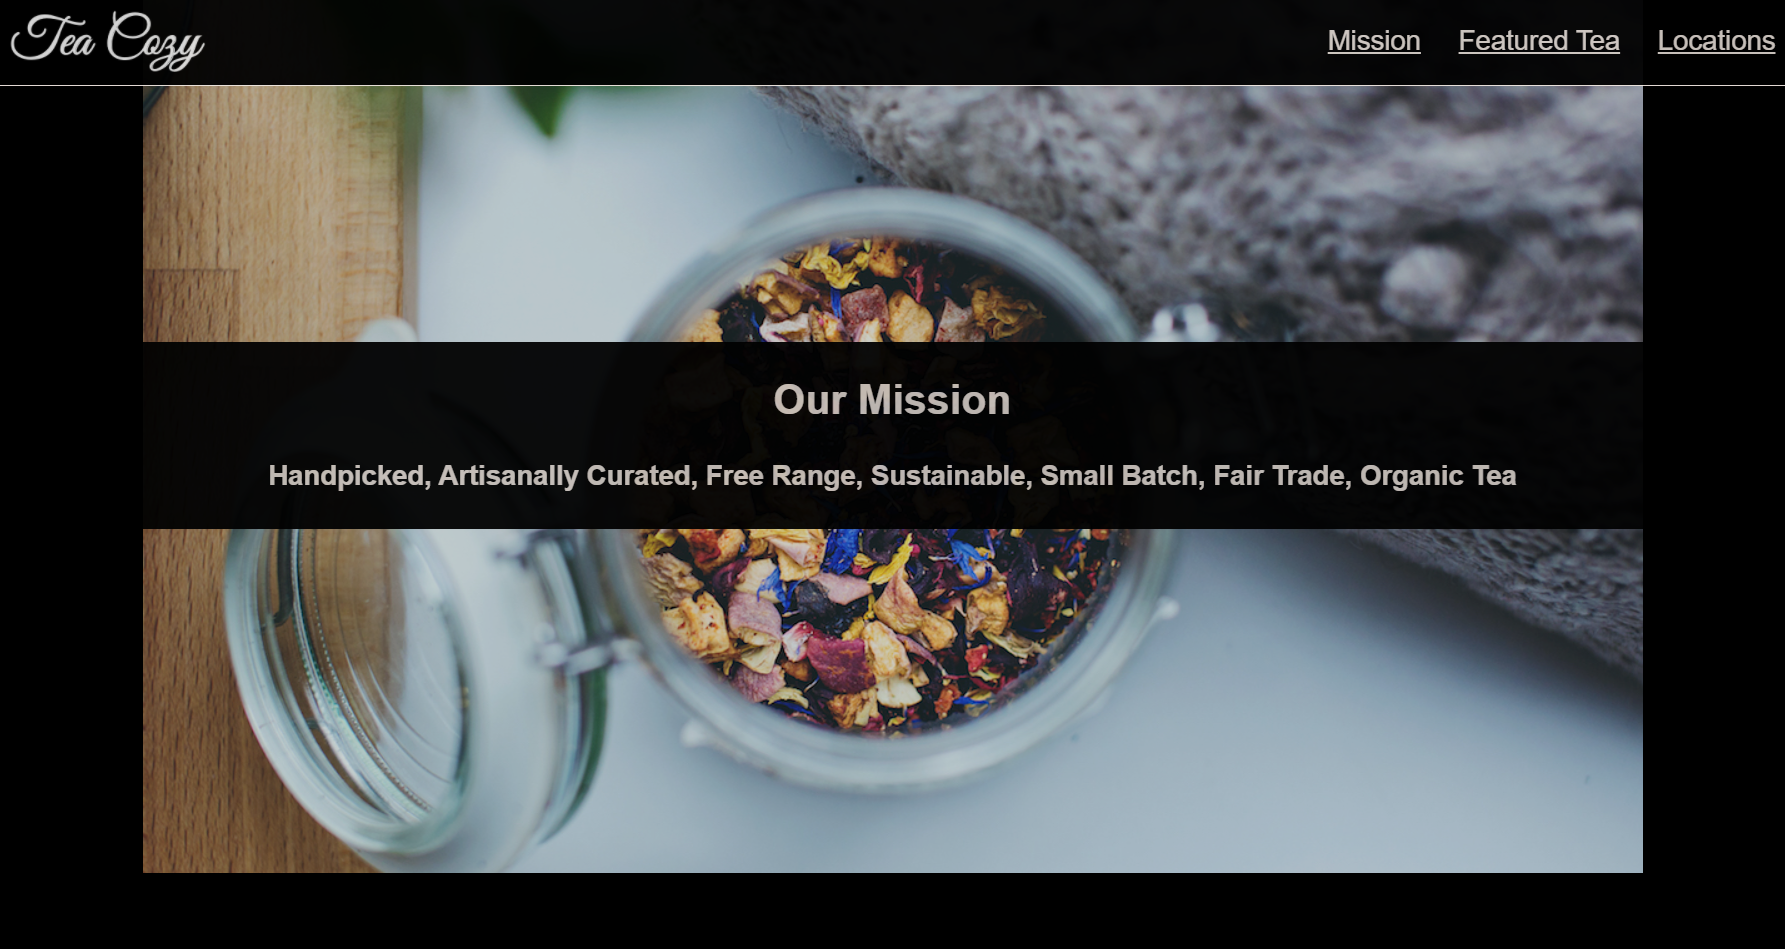 Tea Cozy
Mission Featured Tea Locations
Our Mission
Handpicked, Artisanally Curated, Free Range, Sustainable, Small Batch, Fair Trade, Organic Tea